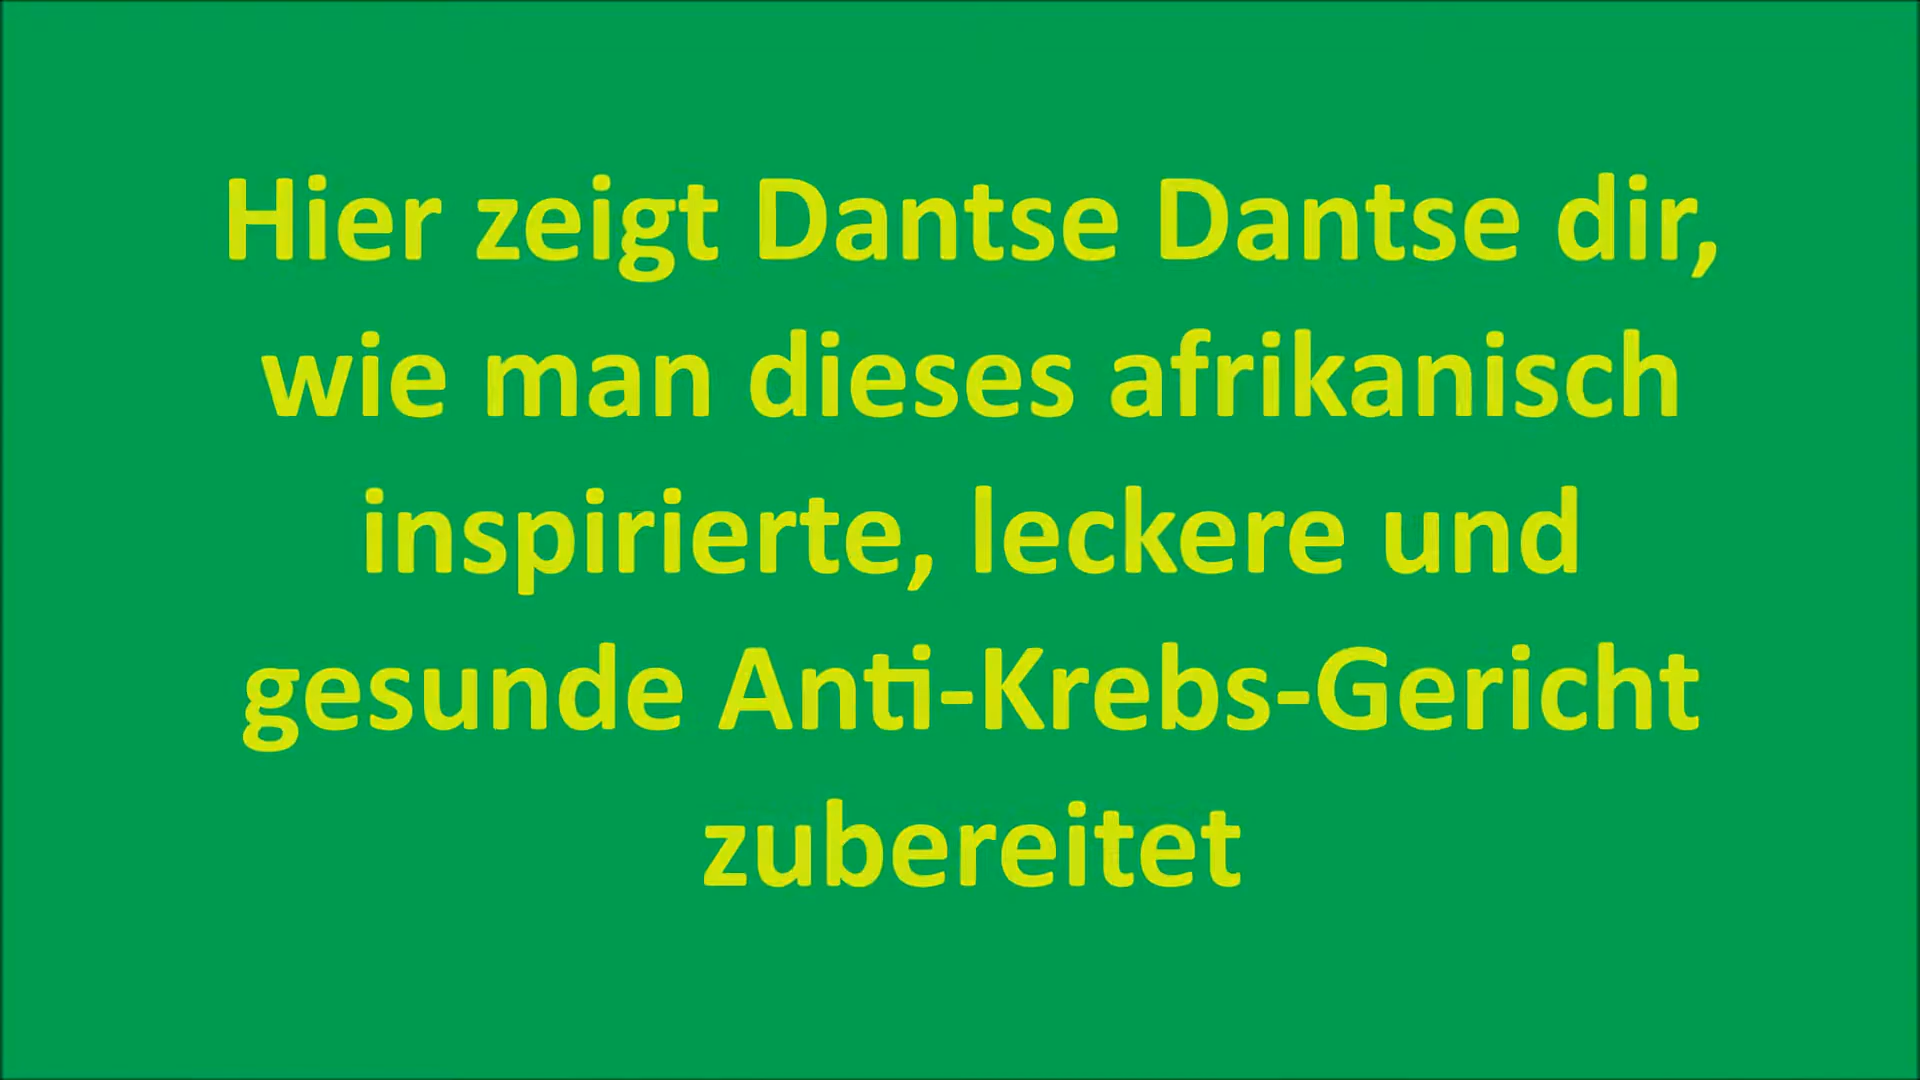 Hier zeigt Dantse Dantse dir,
wie man dieses afrikanisch
inspirierte, leckere und
gesunde Anti-Krebs-Gericht
zubereitet